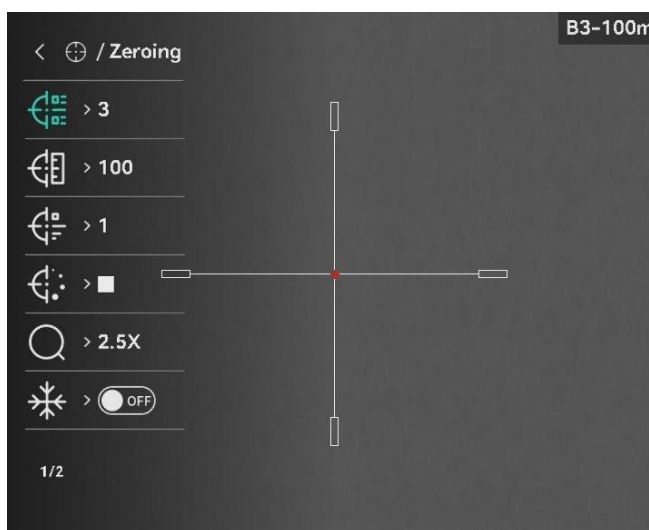 B3-100m
< / Zeroing
> 3
> 100
> 1
>
> 2.5X
> OFF
1/2